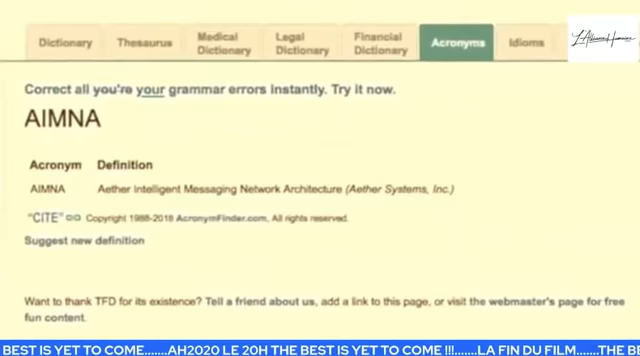 Dictionary
Thesaurus
Medical Dictionary
Legal Dictionary
Financial Dictionary
Acronyms
Idioms
L'Alliance Humaine
Correct all you're your grammar errors instantly. Try it now.
AIMNA
Acronym Definition
AIMNA Aether Intelligent Messaging Network Architecture (Aether Systems, Inc.)
"CITE" Copyright 1988-2018 AcronymFinder.com, All rights reserved.
Suggest new definition
Want to thank TFD for its existence? Tell a friend about us, add a link to this page, or visit the webmaster's page for free
fun content.
BEST IS YET TO COME.......AH2020 LE 20H THE BEST IS YET TO COME !!!.......LA FIN DU FILM.......THE B